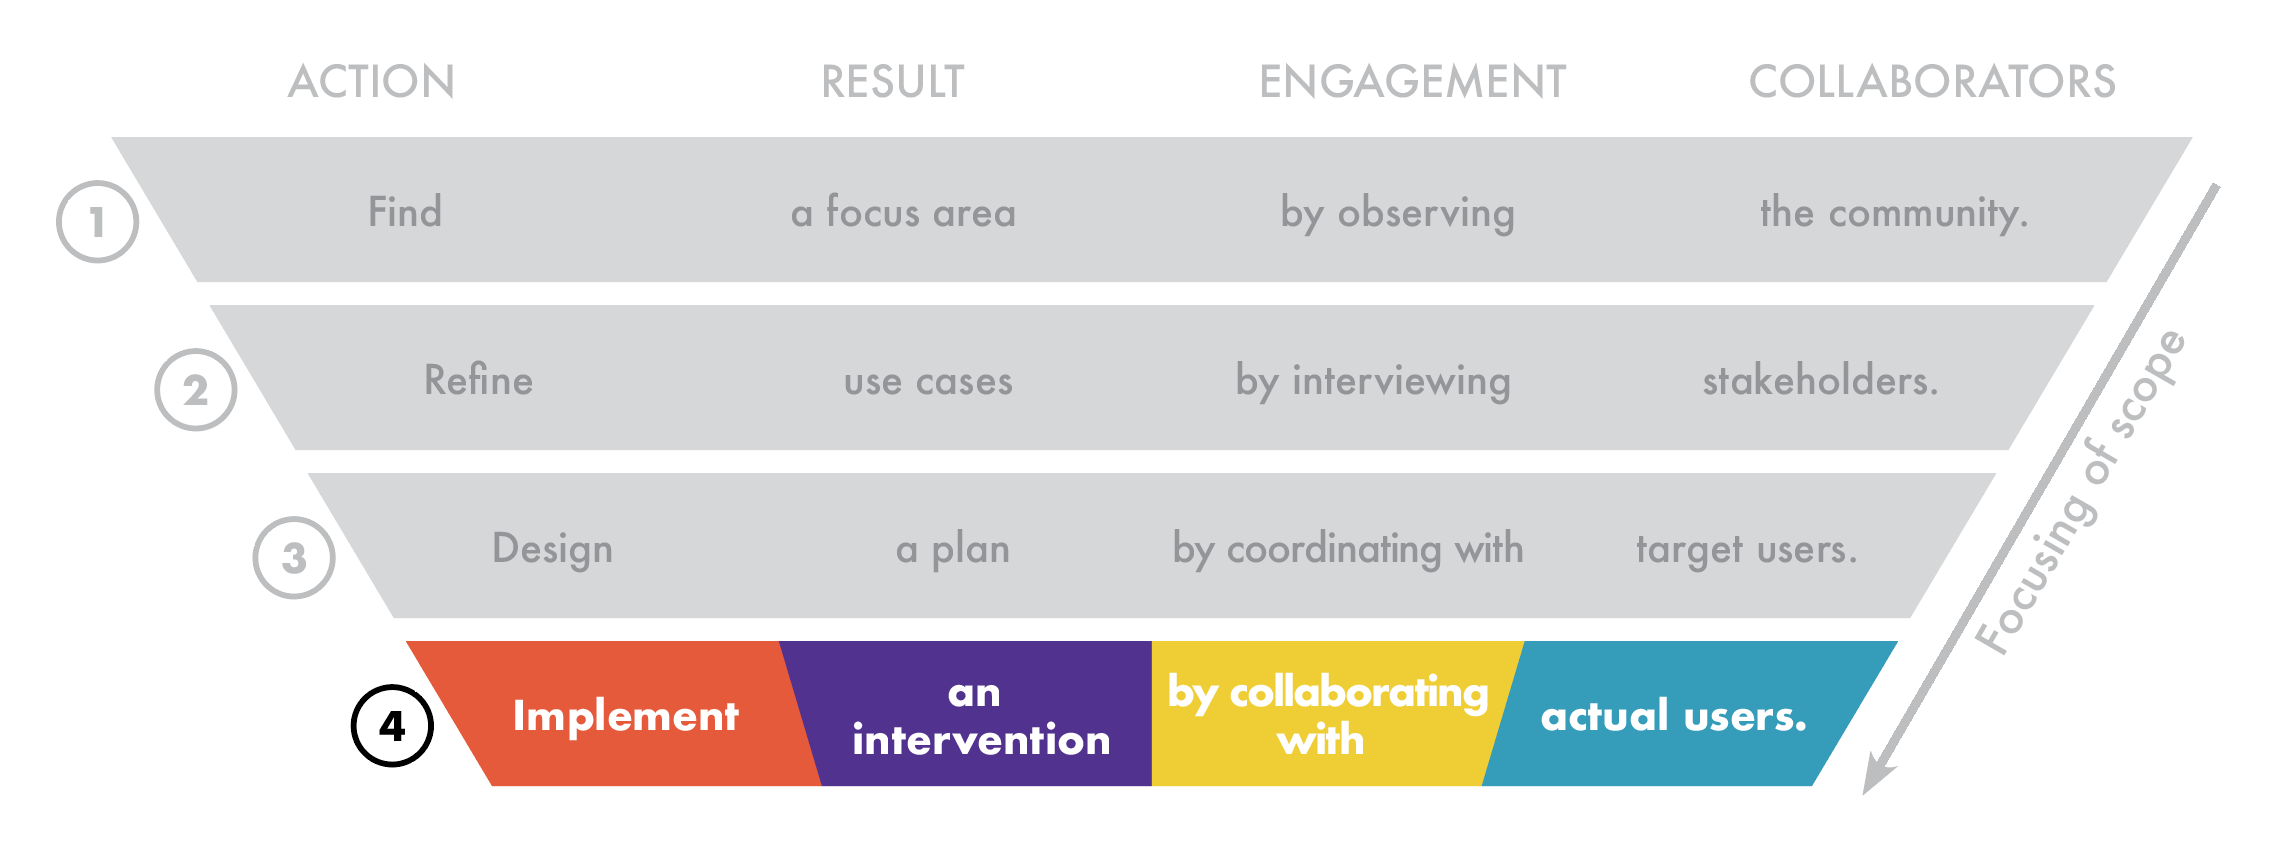 ACTION RESULT ENGAGEMENT COLLABORATORS
1 Find a focus area by observing the community.
2 Refine use cases by interviewing stakeholders.
3 Design a plan by coordinating with target users.
4 Implement an intervention by collaborating with actual users.
Focusing of scope